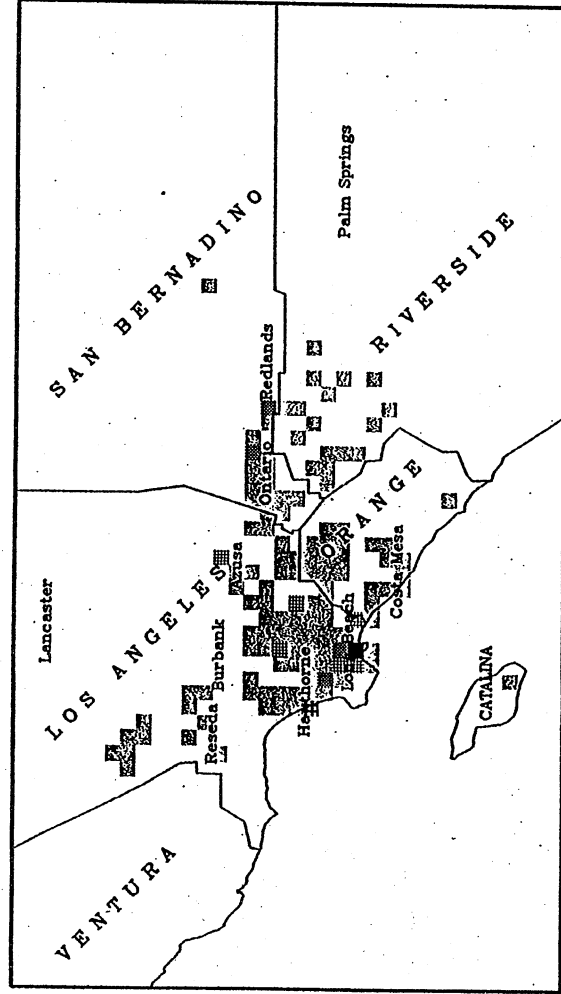 Lancaster
SAN BERNADINO
LOS ANGELES
VENTURA
Azusa
Burbank
Reseda
Ontario
Redlands
Palm Springs
RIVERSIDE
ORANGE
Hawthorne
Beach
Costa Mesa
CATALINA